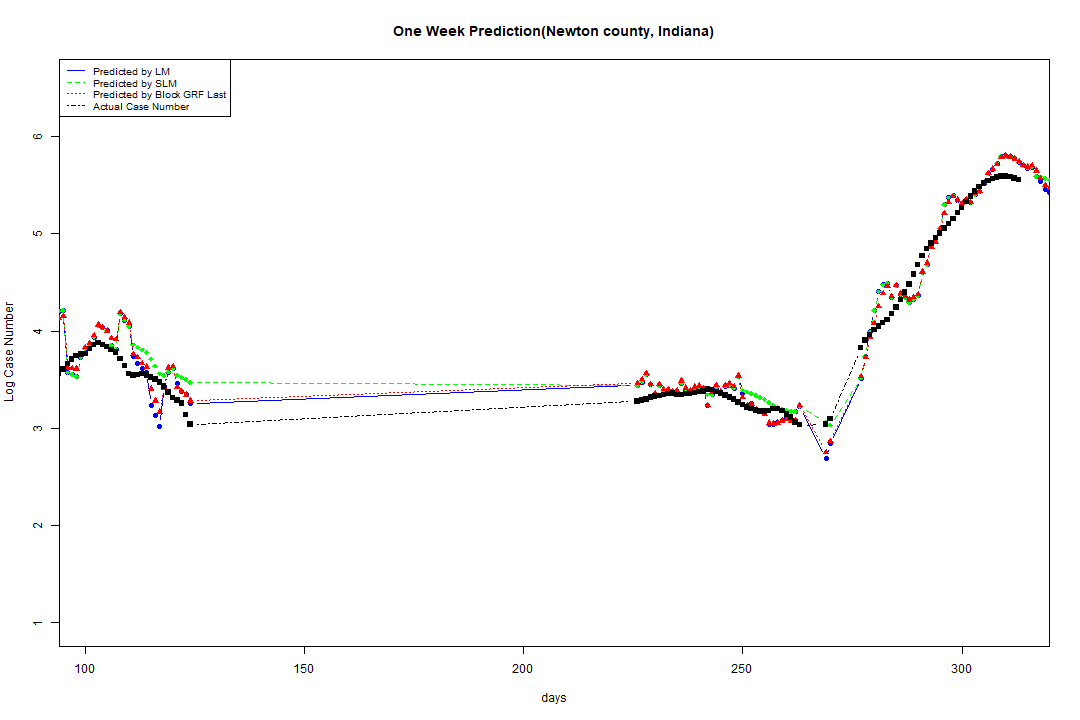 One Week Prediction(Newton county, Indiana)
Predicted by LM
Predicted by SLM
Predicted by Block GRF Last
Actual Case Number
Log Case Number
6
5
4
3
2
1
100 150 200 250 300
days